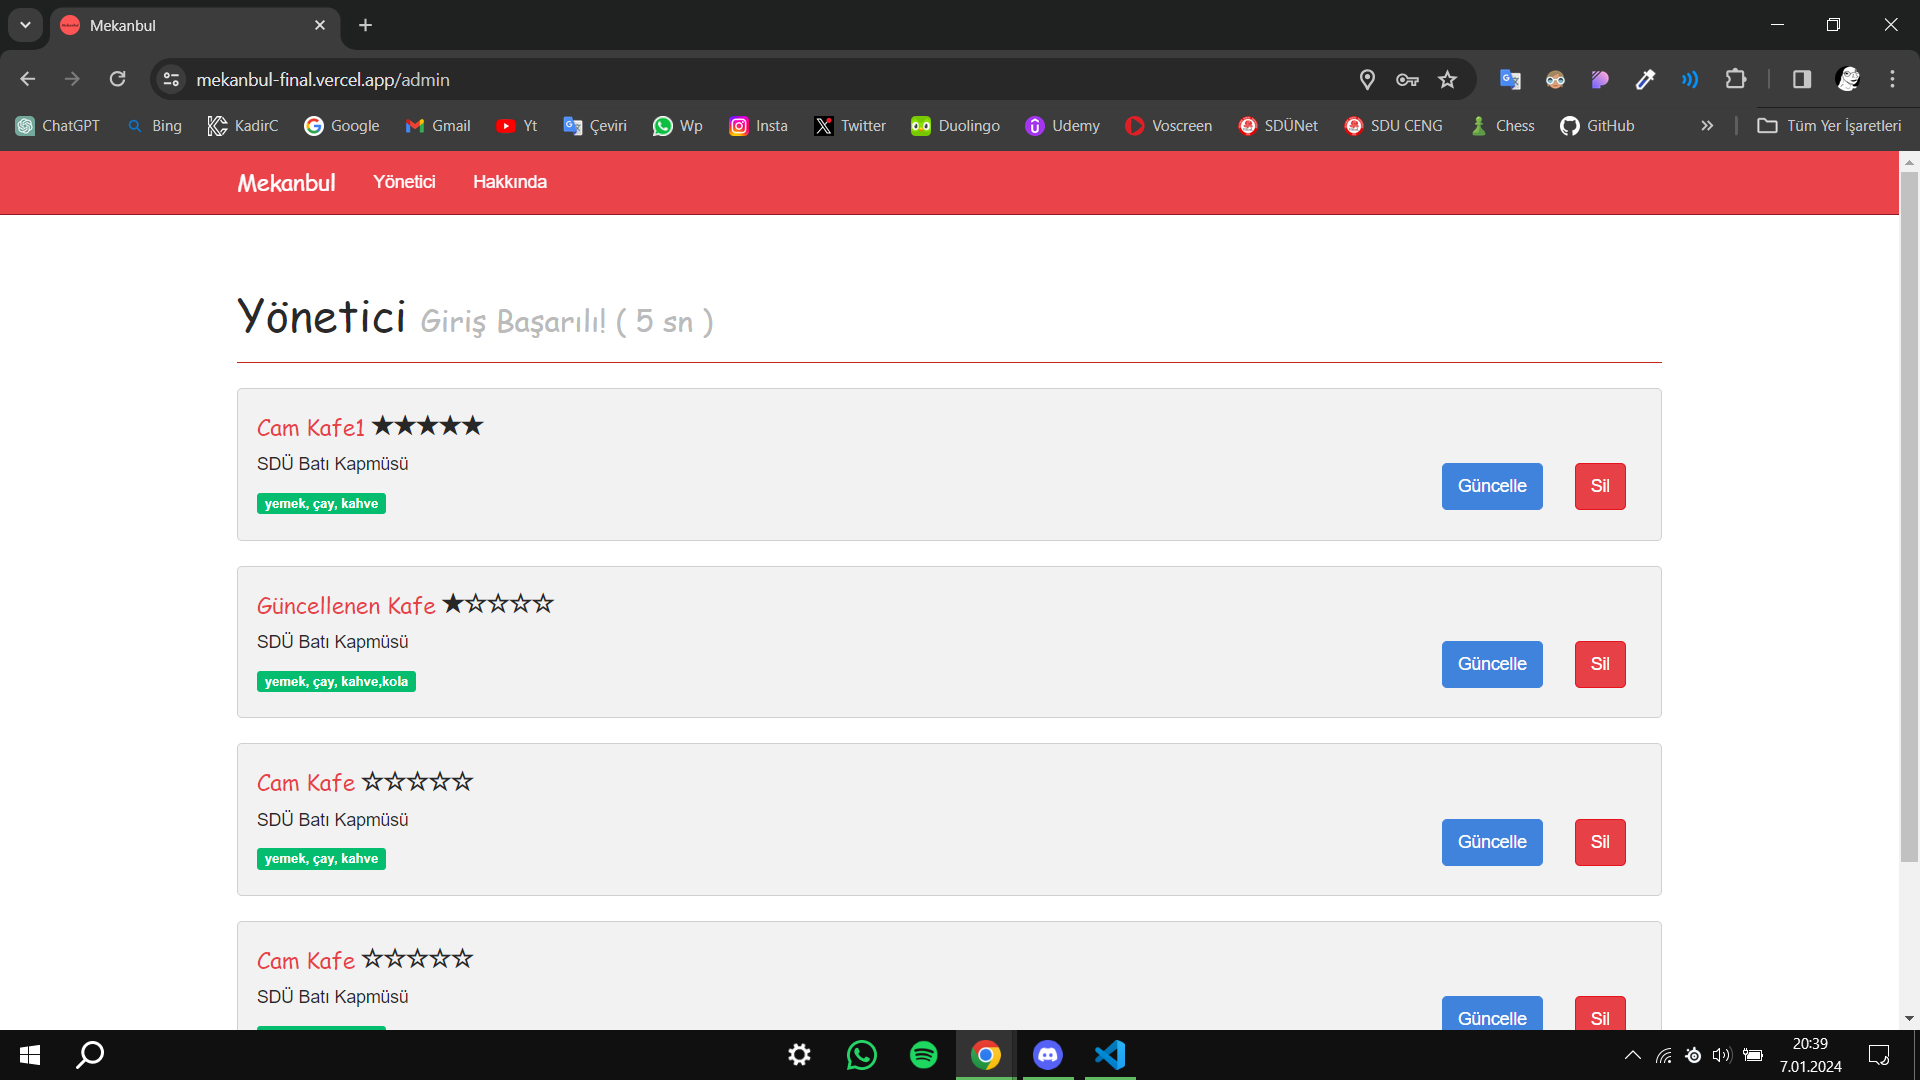 Mekanbul
mekanbul-final.vercel.app/admin
ChatGPT Bing KadirC Google Gmail Yt Çeviri Wp Insta Twitter Duolingo Udemy Voscreen SDÜNet SDU CENG Chess GitHub Tüm Yer İşaretleri
Mekanbul Yönetici Hakkında
Yönetici Giriş Başarılı! ( 5 sn )
Cam Kafe1 ★★★★★
SDÜ Batı Kapmüsü
Güncelle Sil
yemek, çay, kahve
Güncellenen Kafe ★☆☆☆☆
SDÜ Batı Kapmüsü
Güncelle Sil
yemek, çay, kahve,kola
Cam Kafe ☆☆☆☆☆
SDÜ Batı Kapmüsü
Güncelle Sil
yemek, çay, kahve
Cam Kafe ☆☆☆☆☆
SDÜ Batı Kapmüsü
Güncelle Sil
20:39
7.01.2024